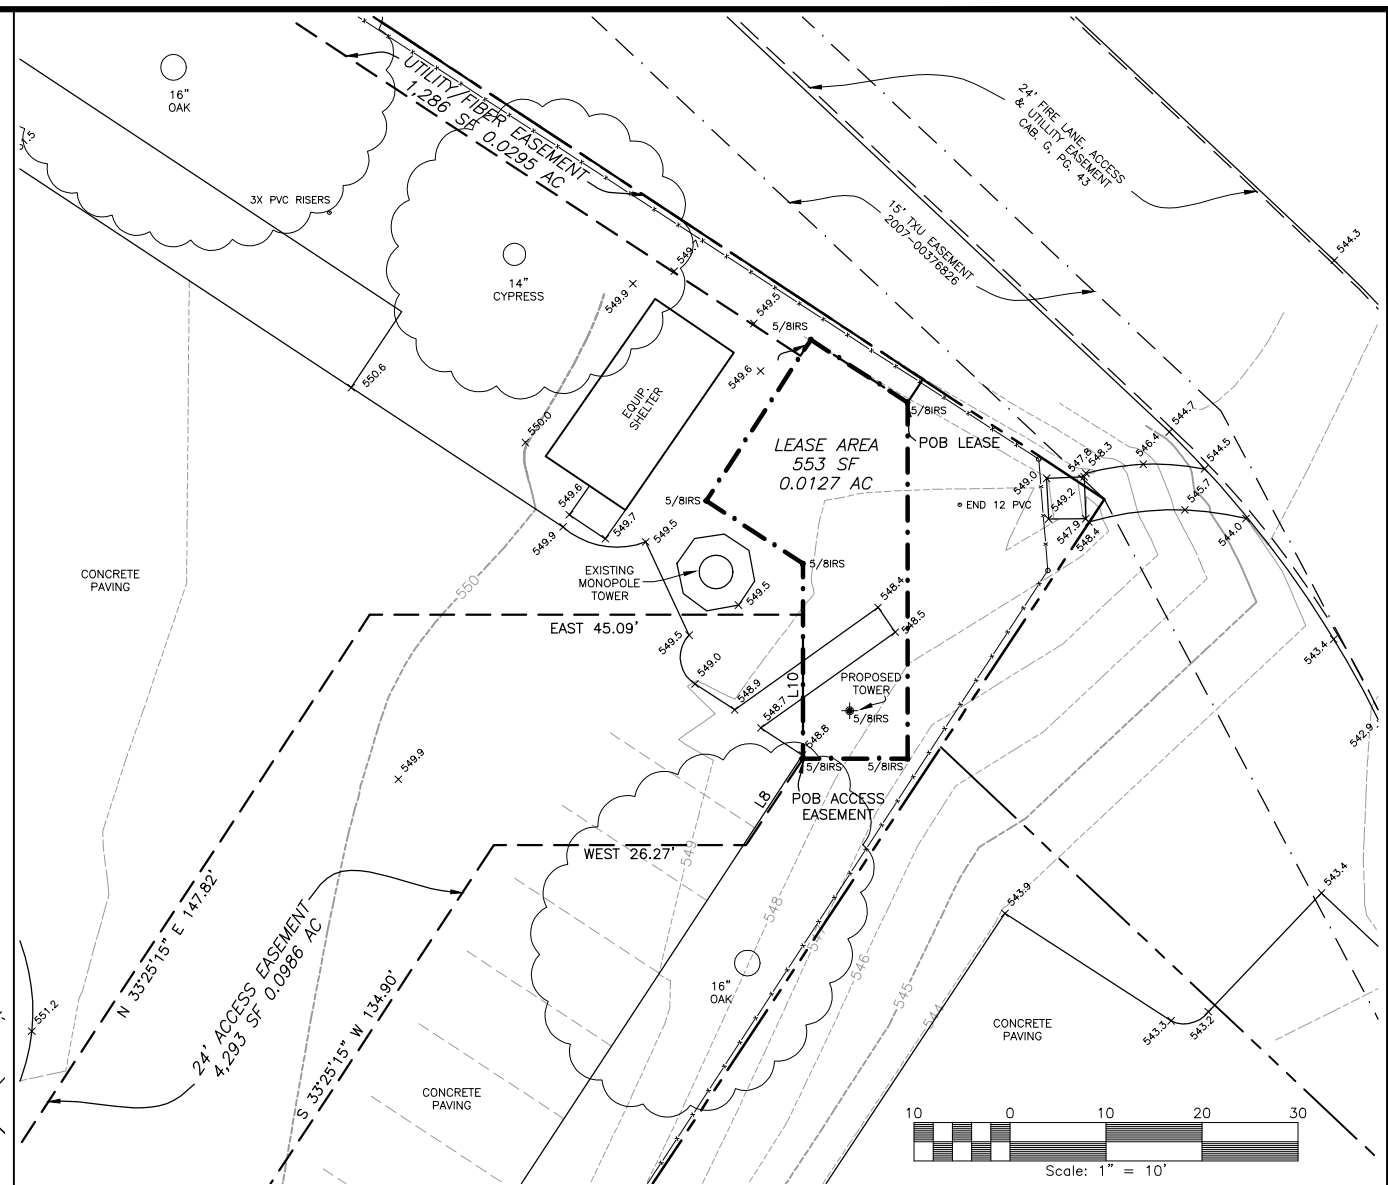 16"
OAK
UTILITY/FIBER EASEMENT
1,286 SF 0.0295 AC
24' FIRE LANE, ACCESS
& UTILLITY EASEMENT
CAB. G, PG. 43
3X PVC RISERS
15' TXU EASEMENT
2007-00376826
14"
CYPRESS
544.3
549.7
549.9
549.5
5/8IRS
549.6
550.6
EQUIP.
SHELTER
5/8IRS
POB LEASE
LEASE AREA
553 SF
0.0127 AC
550.0
544.7
546.4
544.5
547.8
548.3
549.0
549.2
545.7
544.0
547.9
548.4
END 12 PVC
5/8IRS
549.6
549.7
549.9
549.5
EXISTING
MONOPOLE
TOWER
549.5
5/8IRS
CONCRETE
PAVING
550
EAST 45.09'
548.4
548.5
543.4
549.5
549.0
548.9
548.7
L10
PROPOSED
TOWER
5/8IRS
542.9
549.9
548.8
5/8IRS
5/8IRS
L8
POB ACCESS
EASEMENT
WEST 26.27'
549
548
546
545
544
543.9
543.4
N 33°25'15" E 147.82'
24' ACCESS EASEMENT
4,293 SF 0.0986 AC
S 33°25'15" W 134.90'
551.2
16"
OAK
543.3
543.2
CONCRETE
PAVING
CONCRETE
PAVING
10 0 10 20 30
Scale: 1" = 10'